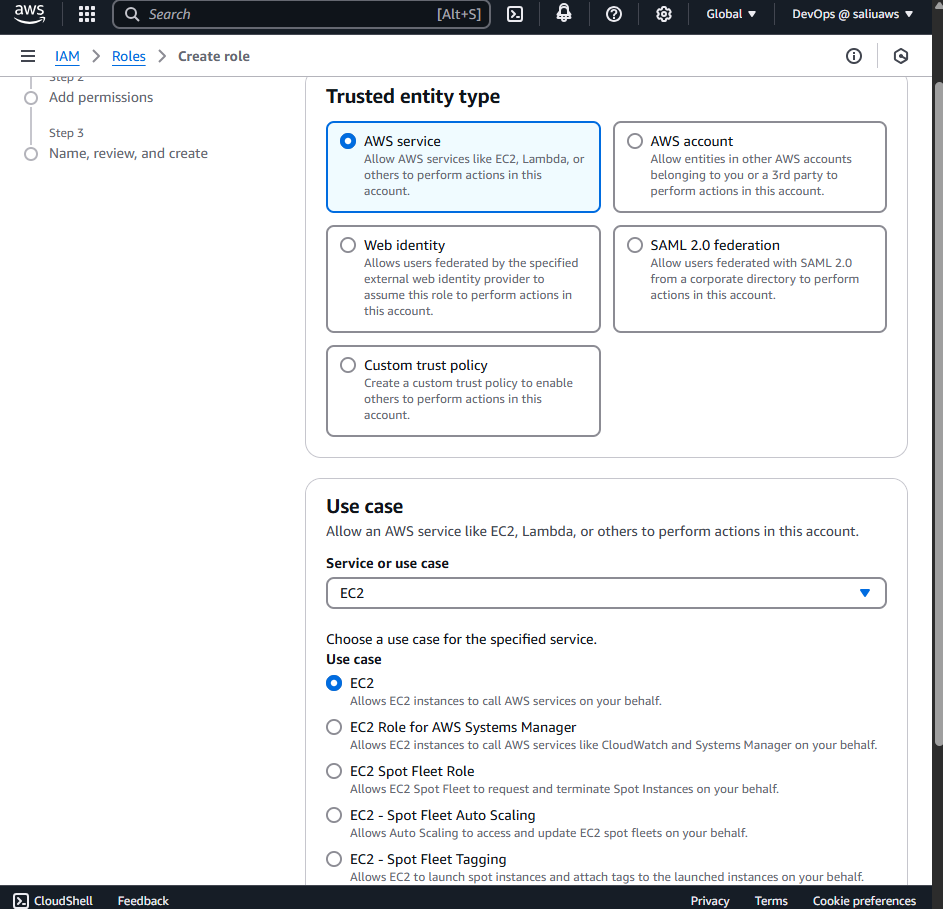 aws
Search
[Alt+S]
Global
DevOps @ saliuaws
IAM
Roles
Create role
Step 2
Add permissions
Step 3
Name, review, and create
Trusted entity type
AWS service
Allow AWS services like EC2, Lambda, or
others to perform actions in this
account.
AWS account
Allow entities in other AWS accounts
belonging to you or a 3rd party to
perform actions in this account.
Web identity
Allows users federated by the specified
external web identity provider to
assume this role to perform actions in
this account.
SAML 2.0 federation
Allow users federated with SAML 2.0
from a corporate directory to perform
actions in this account.
Custom trust policy
Create a custom trust policy to enable
others to perform actions in this
account.
Use case
Allow an AWS service like EC2, Lambda, or others to perform actions in this account.
Service or use case
EC2
Choose a use case for the specified service.
Use case
EC2
Allows EC2 instances to call AWS services on your behalf.
EC2 Role for AWS Systems Manager
Allows EC2 instances to call AWS services like CloudWatch and Systems Manager on your behalf.
EC2 Spot Fleet Role
Allows EC2 Spot Fleet to request and terminate Spot Instances on your behalf.
EC2 - Spot Fleet Auto Scaling
Allows Auto Scaling to access and update EC2 spot fleets on your behalf.
EC2 - Spot Fleet Tagging
Allows EC2 to launch spot instances and attach tags to the launched instances on your behalf.
CloudShell
Feedback
Privacy
Terms
Cookie preferences